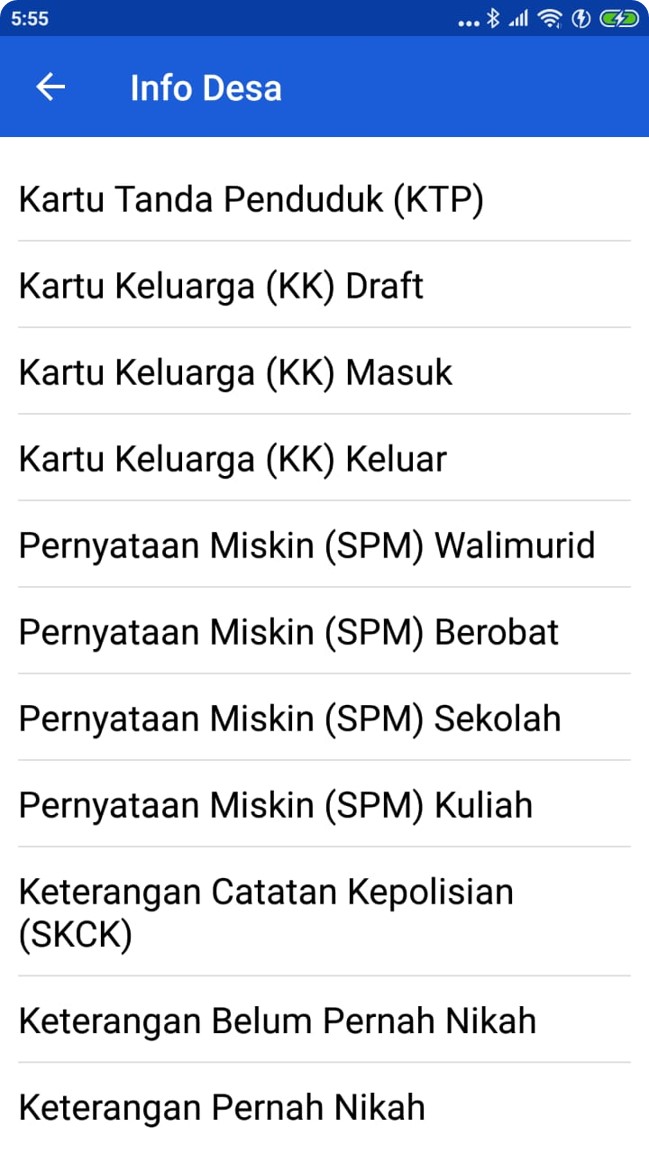 5:55
Info Desa
Kartu Tanda Penduduk (KTP)
Kartu Keluarga (KK) Draft
Kartu Keluarga (KK) Masuk
Kartu Keluarga (KK) Keluar
Pernyataan Miskin (SPM) Walimurid
Pernyataan Miskin (SPM) Berobat
Pernyataan Miskin (SPM) Sekolah
Pernyataan Miskin (SPM) Kuliah
Keterangan Catatan Kepolisian
(SKCK)
Keterangan Belum Pernah Nikah
Keterangan Pernah Nikah